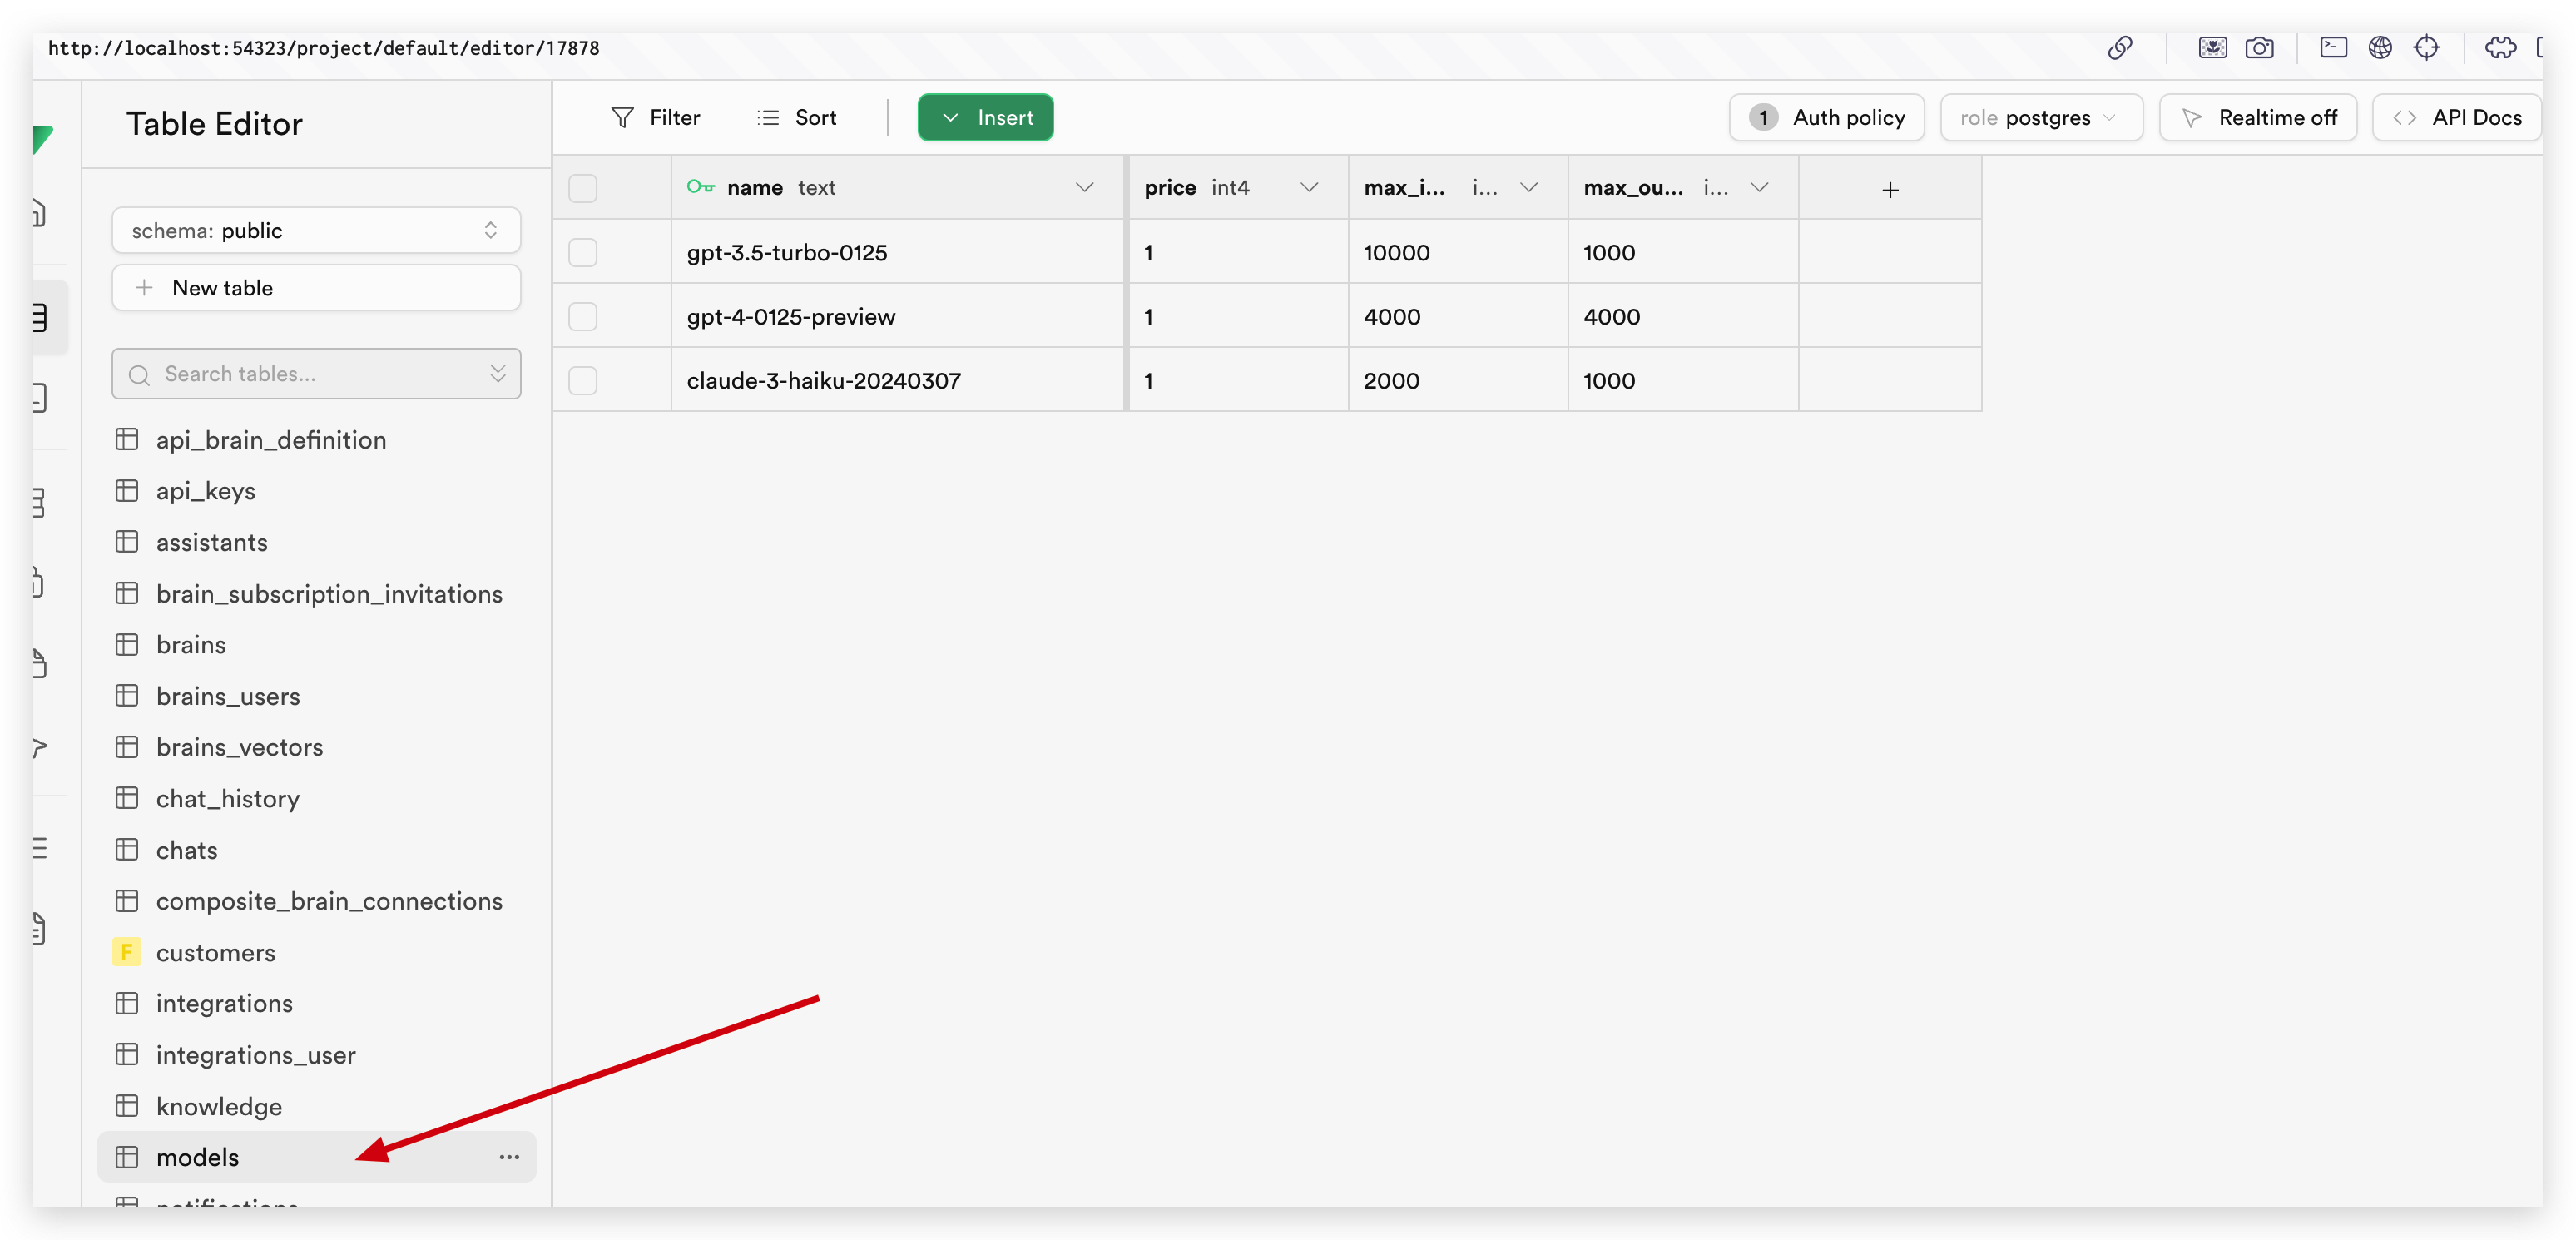 http://localhost:54323/project/default/editor/17878
Table Editor
Filter
Sort
Insert
1 Auth policy
role postgres
Realtime off
API Docs
schema: public
New table
Search tables...
api_brain_definition
api_keys
assistants
brain_subscription_invitations
brains
brains_users
brains_vectors
chat_history
chats
composite_brain_connections
F customers
integrations
integrations_user
knowledge
models
notifications
name text price int4 max_i... i... max_ou... i...
gpt-3.5-turbo-0125 1 10000 1000
gpt-4-0125-preview 1 4000 4000
claude-3-haiku-20240307 1 2000 1000